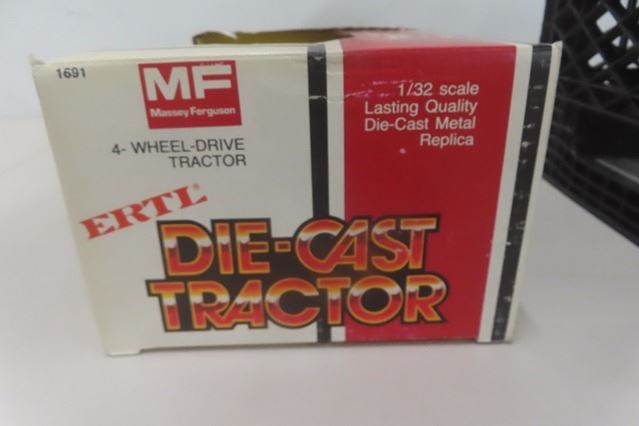 1691
MF
Massey Ferguson
4- WHEEL-DRIVE
TRACTOR
ERTL®
DIE-CAST
TRACTOR
1/32 scale
Lasting Quality
Die-Cast Metal
Replica